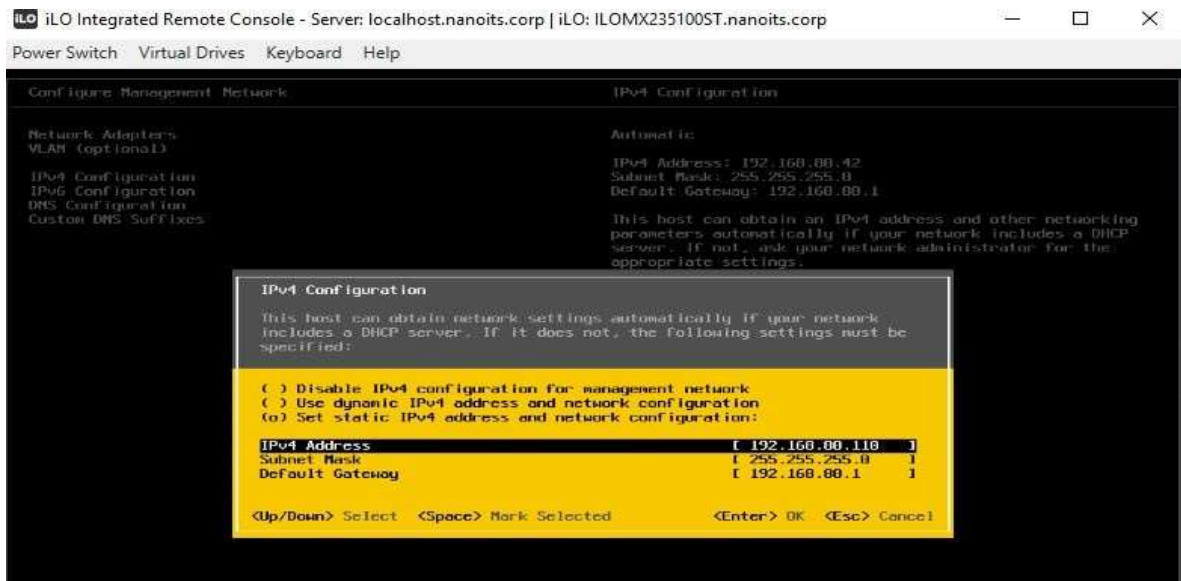 iLO iLO Integrated Remote Console - Server: localhost.nanoits.corp | iLO: ILOMX235100ST.nanoits.corp
Power Switch Virtual Drives Keyboard Help
Configure Management Network
IPv4 Configuration
Network Adapters
VLAN (optional)
IPv4 Configuration
IPv6 Configuration
DNS Configuration
Custom DNS Suffixes
Automatic
IPv4 Address: 192.168.80.42
Subnet Mask: 255.255.255.0
Default Gateway: 192.168.80.1
This host can obtain an IPv4 address and other networking
parameters automatically if your network includes a DHCP
server. If not, ask your network administrator for the
appropriate settings.
IPv4 Configuration
This host can obtain network settings automatically if your network
includes a DHCP server. If it does not, the following settings must be
specified:
( ) Disable IPv4 configuration for management network
( ) Use dynamic IPv4 address and network configuration
(o) Set static IPv4 address and network configuration:
IPv4 Address [ 192.168.80.110 ]
Subnet Mask [ 255.255.255.0 ]
Default Gateway [ 192.168.80.1 ]
<Up/Down> Select <Space> Mark Selected <Enter> OK <Esc> Cancel